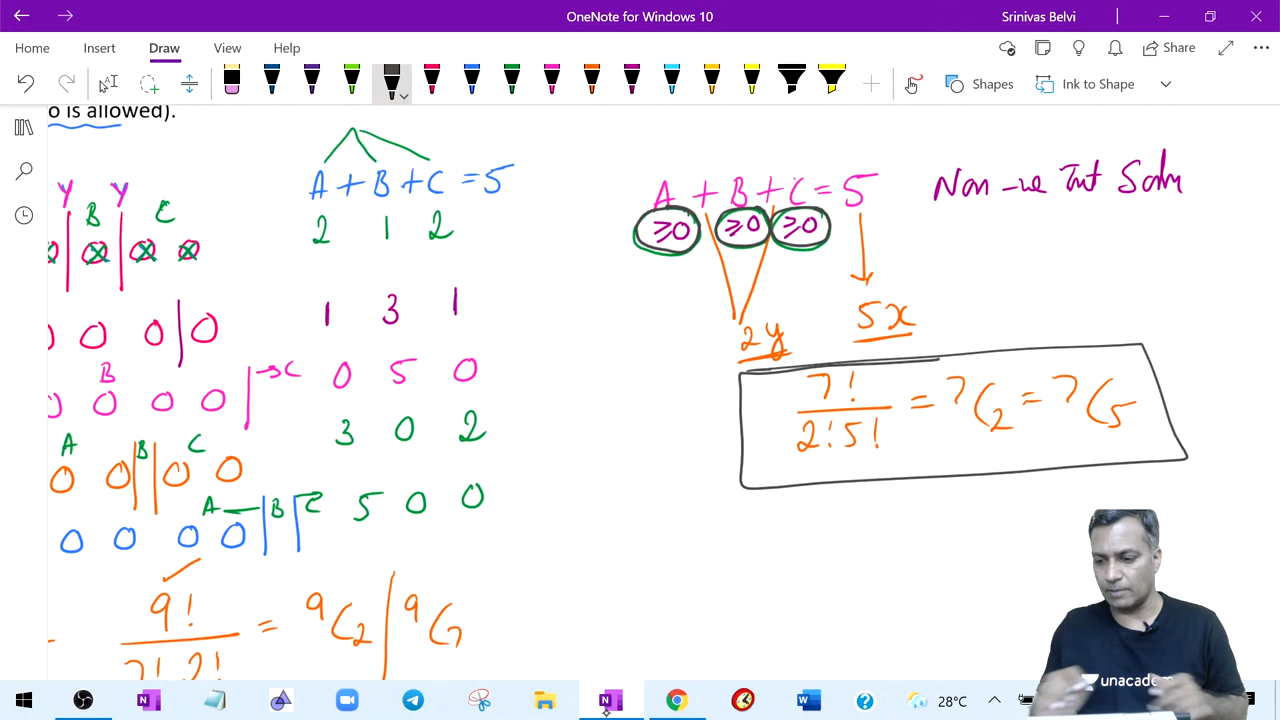 OneNote for Windows 10
Srinivas Belvi
Home Insert Draw View Help
Share
Shapes
Ink to Shape
o is allowed).
Y Y
B C
A + B + C = 5
2 1 2
1 3 1
B → C 0 5 0
3 0 2
A B C
A B C 5 0 0
9! = 9C2 | 9C7
7! 2!
A + B + C = 5 Non -ve Int Soln
≥0 ≥0 ≥0
2y 5x
7! = 7C2 = 7C5
2! 5!
unacadem
28°C